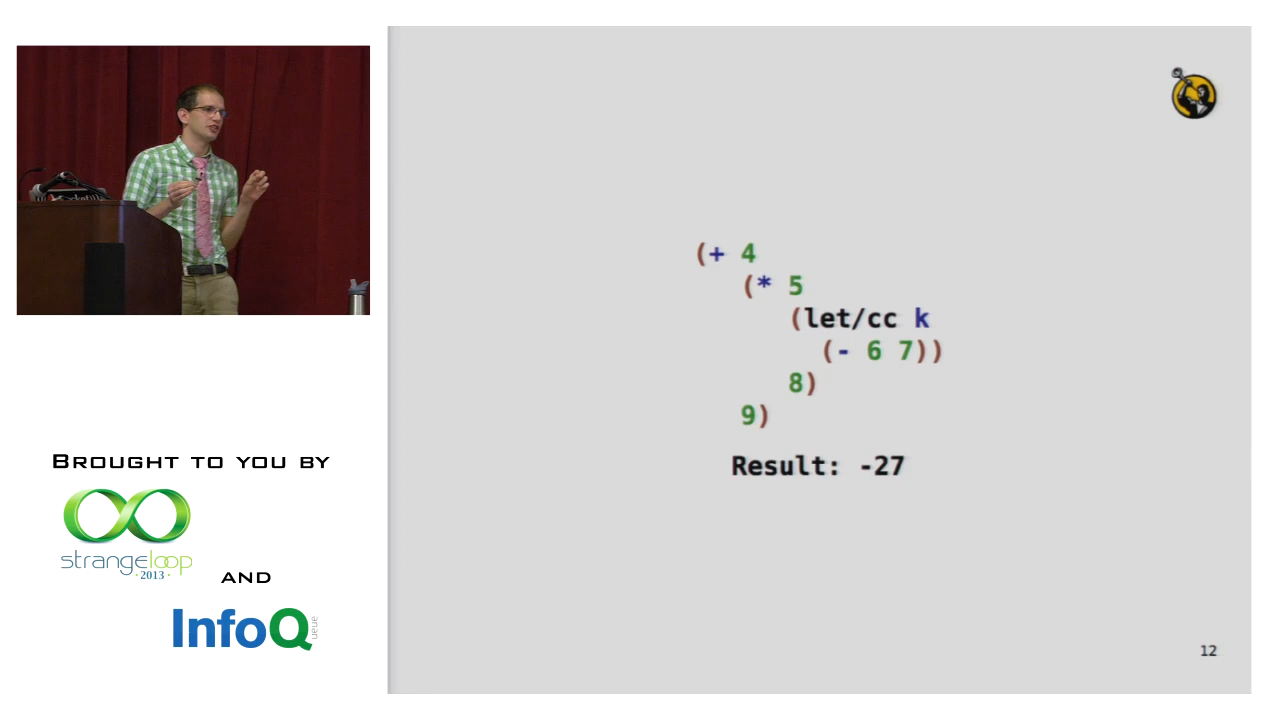 (+ 4
(* 5
(let/cc k
(- 6 7))
8)
9)
Result: -27
12
BROUGHT TO YOU BY
strangeloop
·2013·
AND
InfoQ
ueue